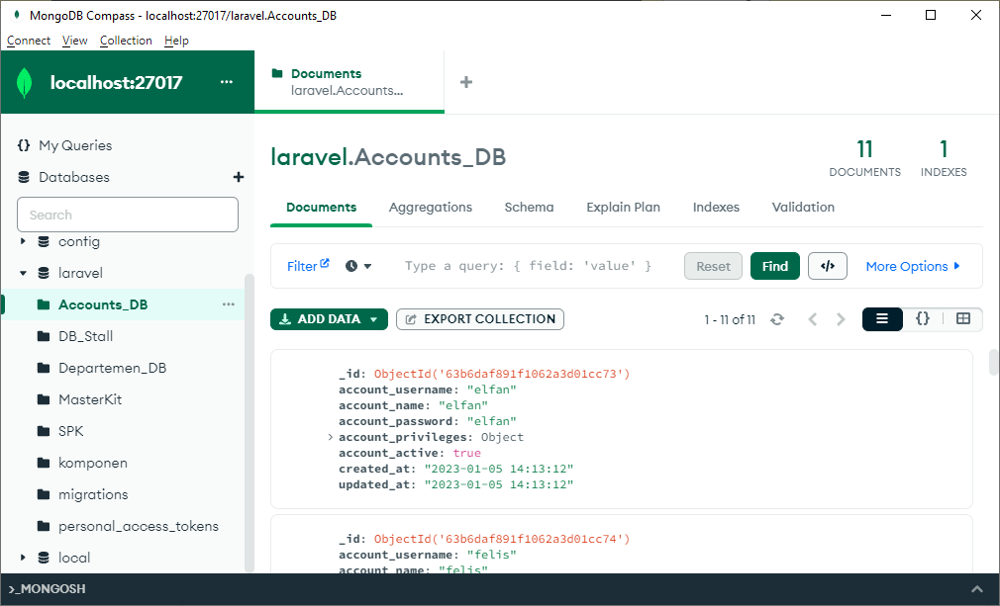 MongoDB Compass - localhost:27017/laravel.Accounts_DB
Connect View Collection Help
localhost:27017 ...
Documents
laravel.Accounts...
+
{} My Queries
Databases +
Search
config
laravel
Accounts_DB ...
DB_Stall
Departemen_DB
MasterKit
SPK
komponen
migrations
personal_access_tokens
local
laravel.Accounts_DB
11
DOCUMENTS
1
INDEXES
Documents Aggregations Schema Explain Plan Indexes Validation
Filter Type a query: { field: 'value' } Reset Find </> More Options
ADD DATA EXPORT COLLECTION 1 - 11 of 11 {}
_id: ObjectId('63b6daf891f1062a3d01cc73')
account_username: "elfan"
account_name: "elfan"
account_password: "elfan"
account_privileges: Object
account_active: true
created_at: "2023-01-05 14:13:12"
updated_at: "2023-01-05 14:13:12"
_id: ObjectId('63b6daf891f1062a3d01cc74')
account_username: "felis"
account_name: "felis"
>_MONGOSH